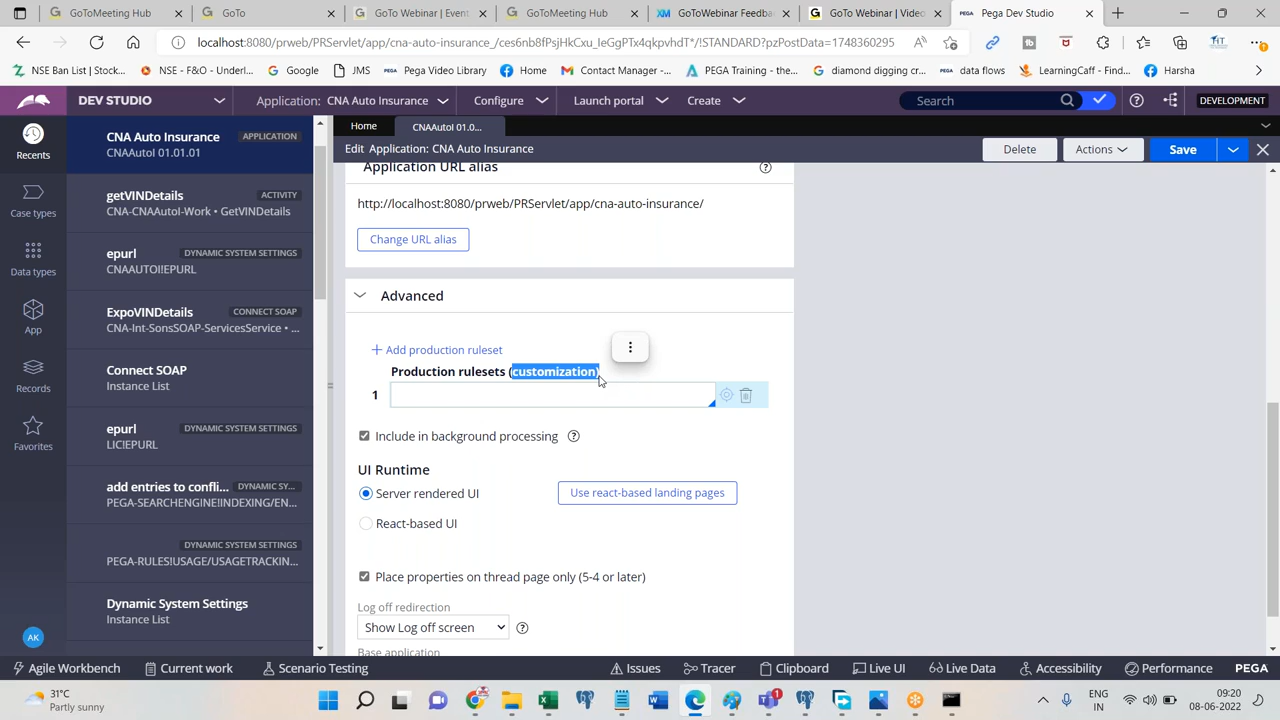 GoToMeeting Hub
GoTo
GoTo Webinar | Event
GoToMeeting Hub
GoToWebinar Feedback
GoTo Webinar | Video
Pega Dev Studio
localhost:8080/prweb/PRServlet/app/cna-auto-insurance_/ces6nb8fPsjHkCxu_IeGgPTx4qkpvhdT*/!STANDARD?pzPostData=1748360295
NSE Ban List | Stock...
NSE - F&O - Underl...
Google
JMS
Pega Video Library
Home
Contact Manager -...
PEGA Training - the...
diamond digging cr...
data flows
LearningCaff - Find...
Harsha
DEV STUDIO
Application: CNA Auto Insurance
Configure
Launch portal
Create
Search
DEVELOPMENT
Recents
Case types
Data types
App
Records
Favorites
AK
CNA Auto Insurance APPLICATION
CNAAutoI 01.01.01
getVINDetails ACTIVITY
CNA-CNAAutoI-Work • GetVINDetails
epurl DYNAMIC SYSTEM SETTINGS
CNAAUTOI!EPURL
ExpoVINDetails CONNECT SOAP
CNA-Int-SonsSOAP-ServicesService • ...
Connect SOAP
Instance List
epurl DYNAMIC SYSTEM SETTINGS
LIC!EPURL
add entries to confli... DYNAMIC SY...
PEGA-SEARCHENGINE!INDEXING/EN...
DYNAMIC SYSTEM SETTINGS
PEGA-RULES!USAGE/USAGETRACKIN...
Dynamic System Settings
Instance List
Home
CNAAutoI 01.0...
Edit Application: CNA Auto Insurance
Delete
Actions
Save
Application URL alias
http://localhost:8080/prweb/PRServlet/app/cna-auto-insurance/
Change URL alias
Advanced
+ Add production ruleset
Production rulesets (customization)
1
Include in background processing
UI Runtime
Server rendered UI
Use react-based landing pages
React-based UI
Place properties on thread page only (5-4 or later)
Log off redirection
Show Log off screen
Base application
Agile Workbench
Current work
Scenario Testing
Issues
Tracer
Clipboard
Live UI
Live Data
Accessibility
Performance
PEGA
31°C
Partly sunny
ENG
IN
09:20
08-06-2022